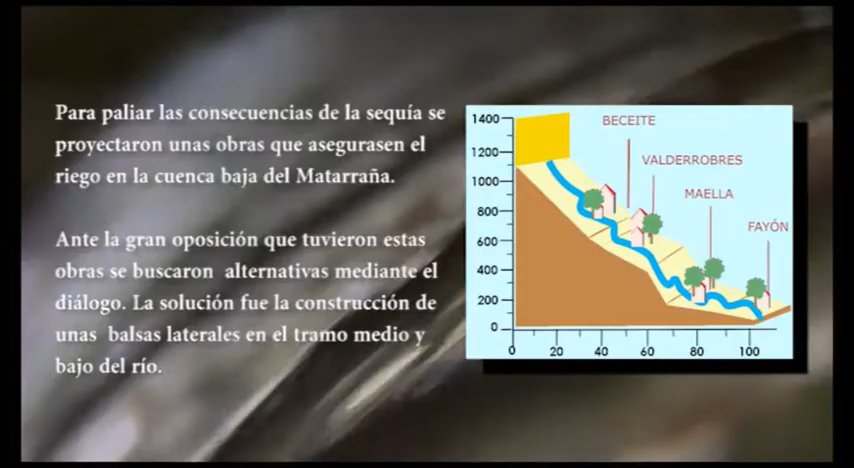 Para paliar las consecuencias de la sequía se
proyectaron unas obras que asegurasen el
riego en la cuenca baja del Matarraña.
Ante la gran oposición que tuvieron estas
obras se buscaron alternativas mediante el
diálogo. La solución fue la construcción de
unas balsas laterales en el tramo medio y
bajo del río.
BECEITE
VALDERROBRES
MAELLA
FAYÓN
1400
1200
1000
800
600
400
200
0
0 20 40 60 80 100